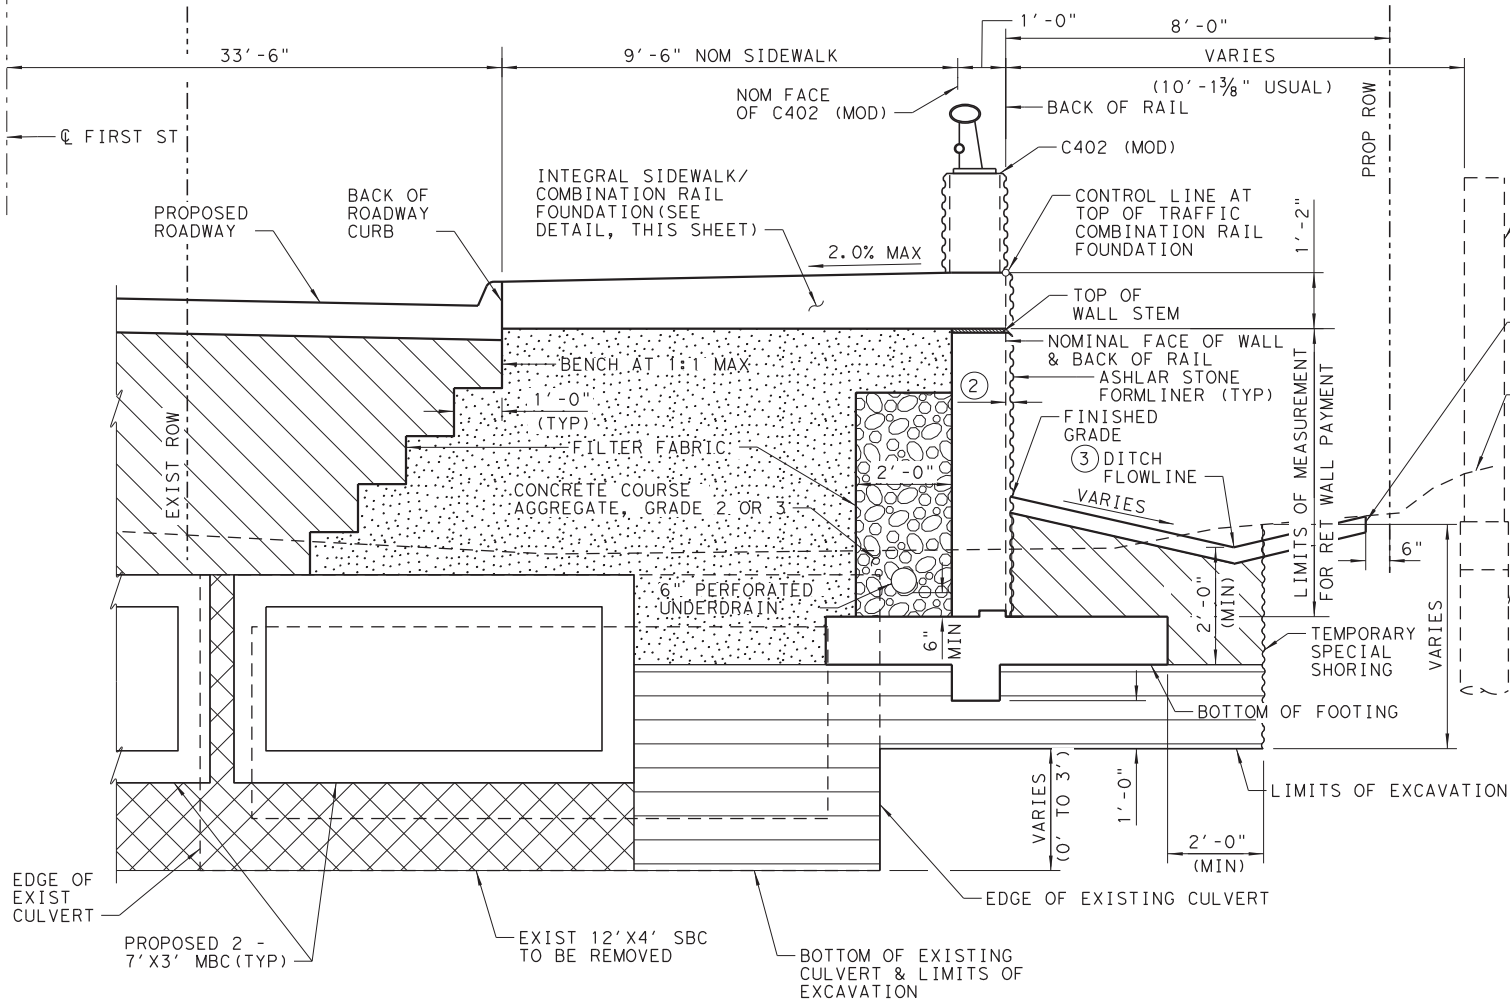 1'-0"
8'-0"
33'-6"
9'-6" NOM SIDEWALK
VARIES
(10'-1⅜" USUAL)
NOM FACE
OF C402 (MOD)
BACK OF RAIL
PROP ROW
℄ FIRST ST
C402 (MOD)
INTEGRAL SIDEWALK/
COMBINATION RAIL
FOUNDATION(SEE
DETAIL, THIS SHEET)
BACK OF
ROADWAY
CURB
PROPOSED
ROADWAY
CONTROL LINE AT
TOP OF TRAFFIC
COMBINATION RAIL
FOUNDATION
1'-2"
2.0% MAX
TOP OF
WALL STEM
NOMINAL FACE OF WALL
& BACK OF RAIL
BENCH AT 1:1 MAX
2
ASHLAR STONE
FORMLINER (TYP)
1'-0"
(TYP)
FINISHED
GRADE
LIMITS OF MEASUREMENT
FOR RET WALL PAYMENT
EXIST ROW
FILTER FABRIC
3 DITCH
FLOWLINE
2'-0"
CONCRETE COURSE
AGGREGATE, GRADE 2 OR 3
VARIES
6"
6" PERFORATED
UNDERDRAIN
2'-0"
(MIN)
6"
MIN
VARIES
TEMPORARY
SPECIAL
SHORING
BOTTOM OF FOOTING
VARIES
(0' TO 3')
1'-0"
LIMITS OF EXCAVATION
2'-0"
(MIN)
EDGE OF
EXIST
CULVERT
EDGE OF EXISTING CULVERT
PROPOSED 2 -
7'X3' MBC(TYP)
EXIST 12'X4' SBC
TO BE REMOVED
BOTTOM OF EXISTING
CULVERT & LIMITS OF
EXCAVATION